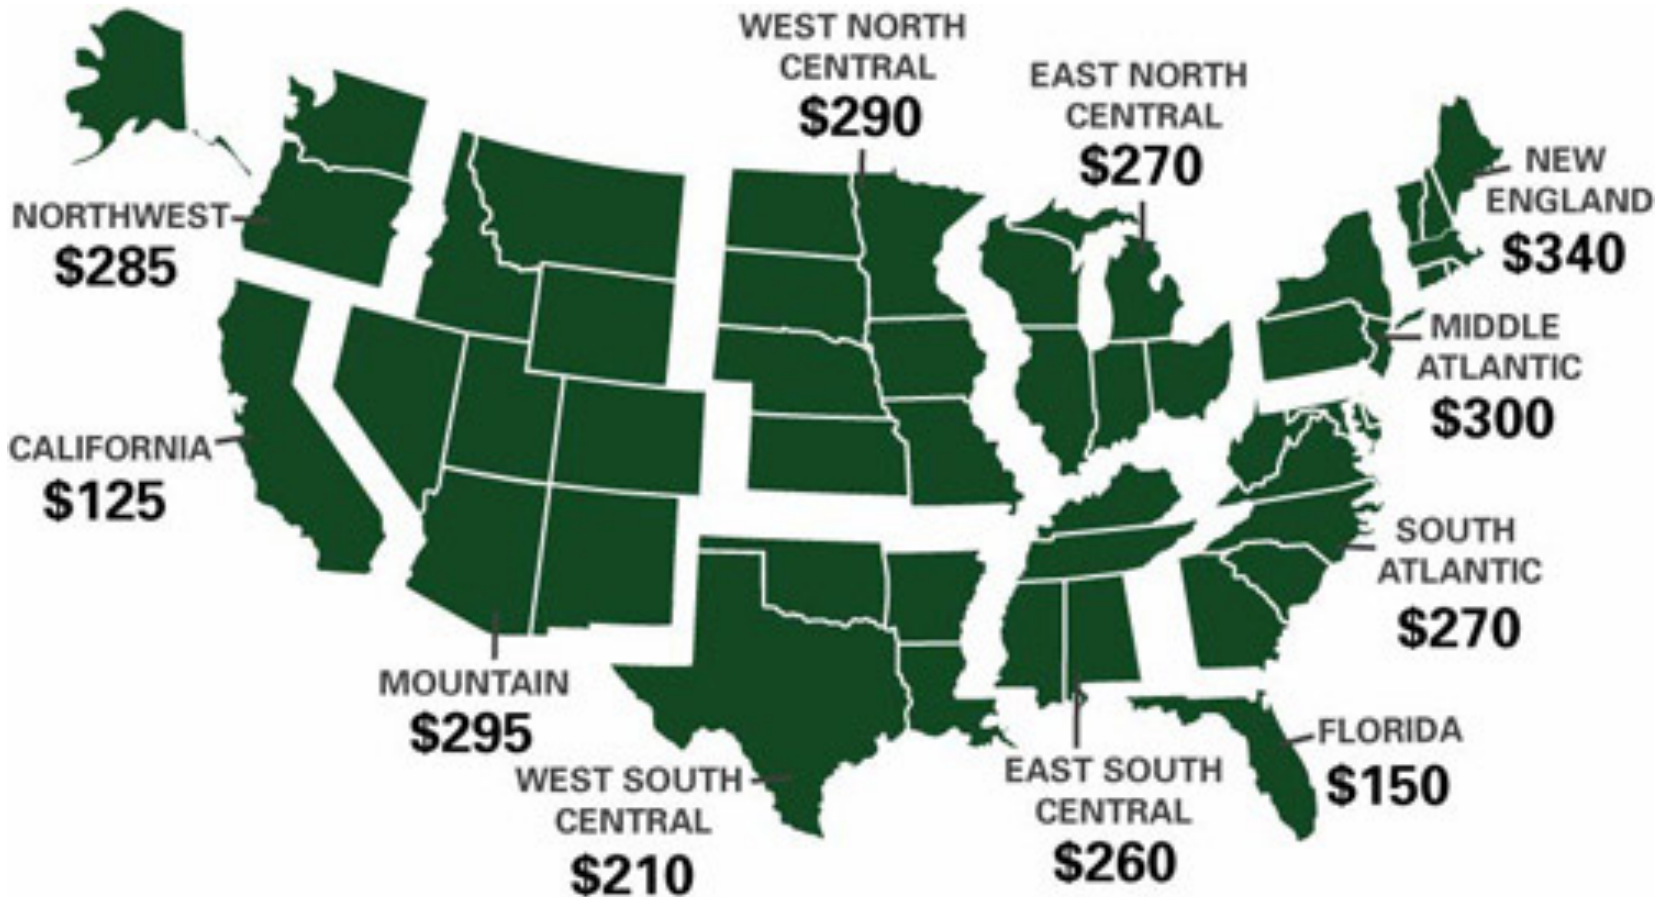 WEST NORTH
CENTRAL
$290
EAST NORTH
CENTRAL
$270
NEW
ENGLAND
$340
NORTHWEST
$285
MIDDLE
ATLANTIC
$300
CALIFORNIA
$125
SOUTH
ATLANTIC
$270
MOUNTAIN
$295
WEST SOUTH
CENTRAL
$210
EAST SOUTH
CENTRAL
$260
FLORIDA
$150